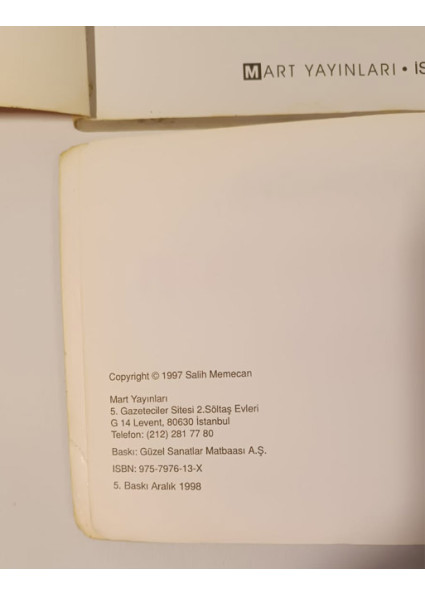 MART YAYINLARI • İS
Copyright © 1997 Salih Memecan
Mart Yayınları
5. Gazeteciler Sitesi 2.Söltaş Evleri
G 14 Levent, 80630 İstanbul
Telefon: (212) 281 77 80
Baskı: Güzel Sanatlar Matbaası A.Ş.
ISBN: 975-7976-13-X
5. Baskı Aralık 1998